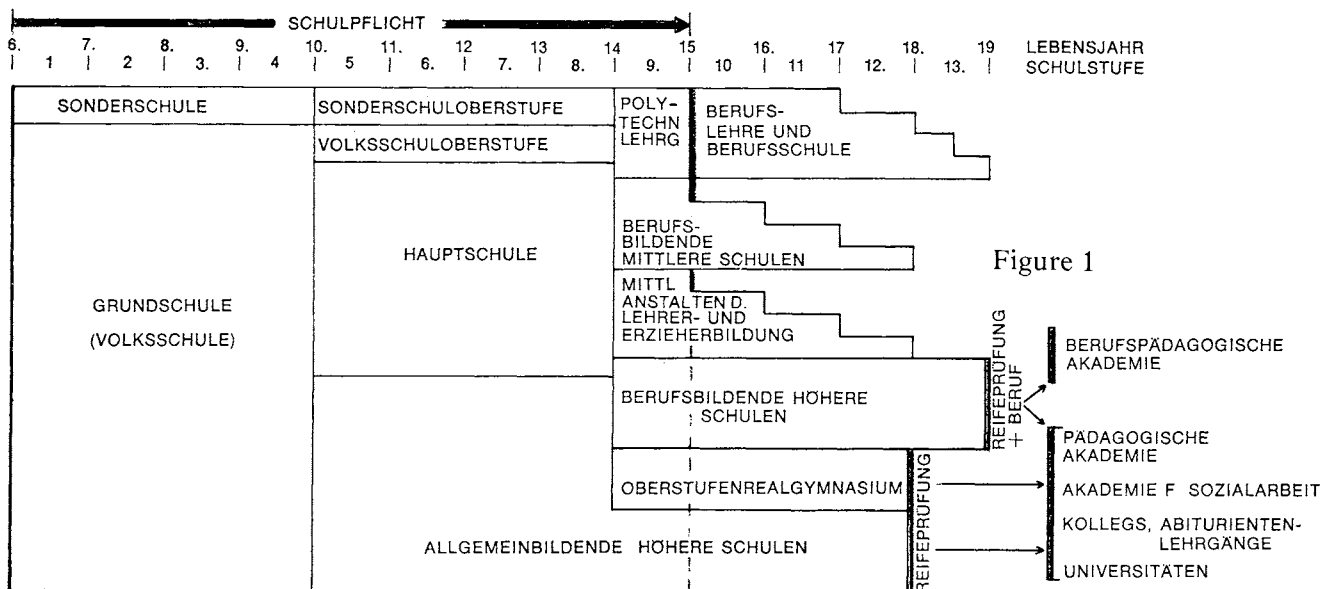 SCHULPFLICHT
6. 7. 8. 9. 10. 11. 12 13 14 15 16. 17 18. 19 LEBENSJAHR
1 2 3. 4 5 6. 7. 8. 9. 10 11 12. 13. SCHULSTUFE
SONDERSCHULE
SONDERSCHULOBERSTUFE
VOLKSSCHULOBERSTUFE
POLY-
TECHN
LEHRG
BERUFS-
LEHRE UND
BERUFSSCHULE
GRUNDSCHULE
(VOLKSSCHULE)
HAUPTSCHULE
BERUFS-
BILDENDE
MITTLERE SCHULEN
Figure 1
MITTL
ANSTALTEN D.
LEHRER- UND
ERZIEHERBILDUNG
BERUFSBILDENDE HÖHERE
SCHULEN
REIFEPRÜFUNG
+ BERUF
BERUFSPÄDAGOGISCHE
AKADEMIE
OBERSTUFENREALGYMNASIUM
ALLGEMEINBILDENDE HÖHERE SCHULEN
REIFEPRÜFUNG
PÄDAGOGISCHE
AKADEMIE
AKADEMIE F SOZIALARBEIT
KOLLEGS, ABITURIENTEN-
LEHRGÄNGE
UNIVERSITÄTEN